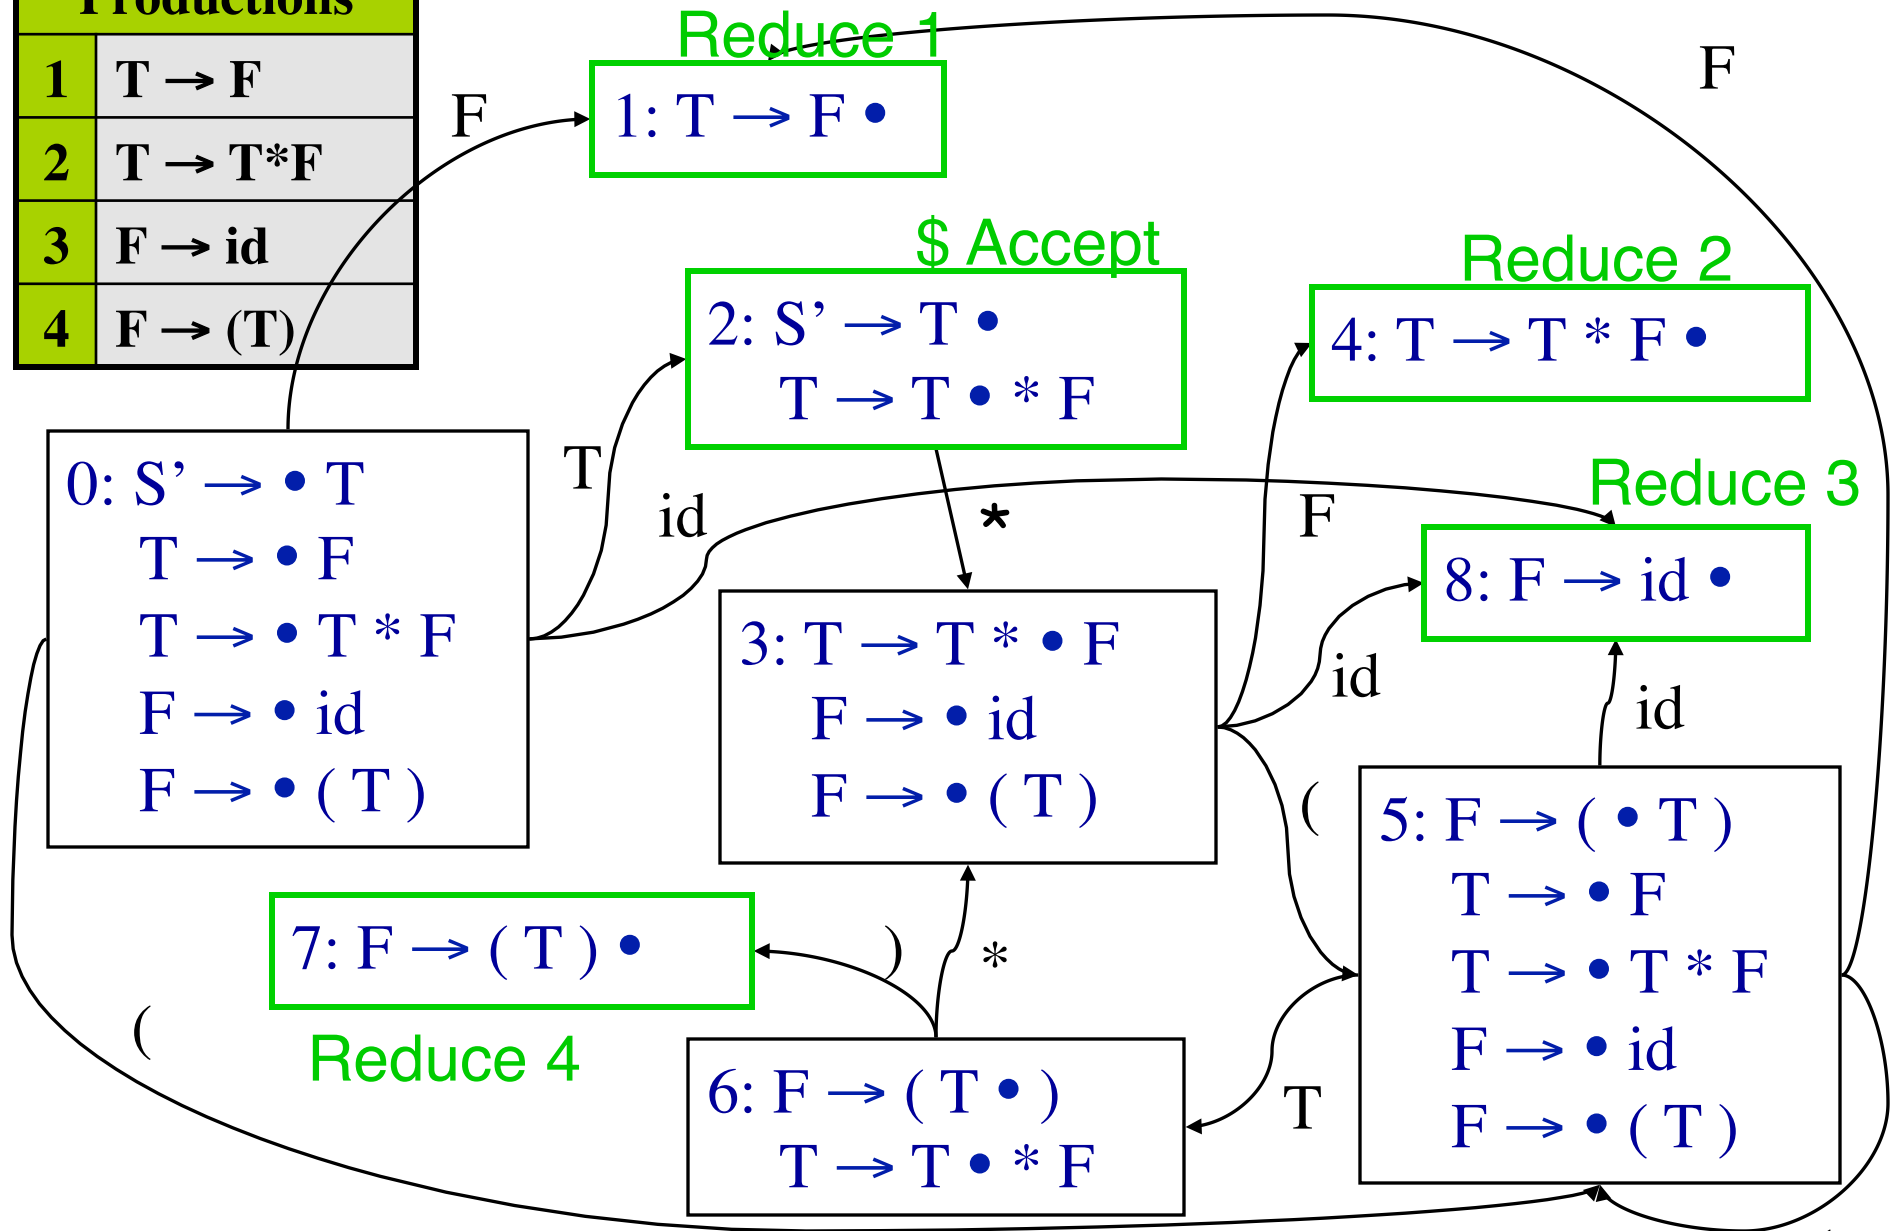 Productions
1 T → F
2 T → T*F
3 F → id
4 F → (T)
Reduce 1
1: T → F •
F
F
$ Accept
2: S’ → T •
T → T • * F
Reduce 2
4: T → T * F •
0: S’ → • T
T → • F
T → • T * F
F → • id
F → • ( T )
T
id
*
F
Reduce 3
8: F → id •
3: T → T * • F
F → • id
F → • ( T )
id
id
(
5: F → ( • T )
T → • F
T → • T * F
F → • id
F → • ( T )
7: F → ( T ) •
Reduce 4
)
*
(
6: F → ( T • )
T → T • * F
T